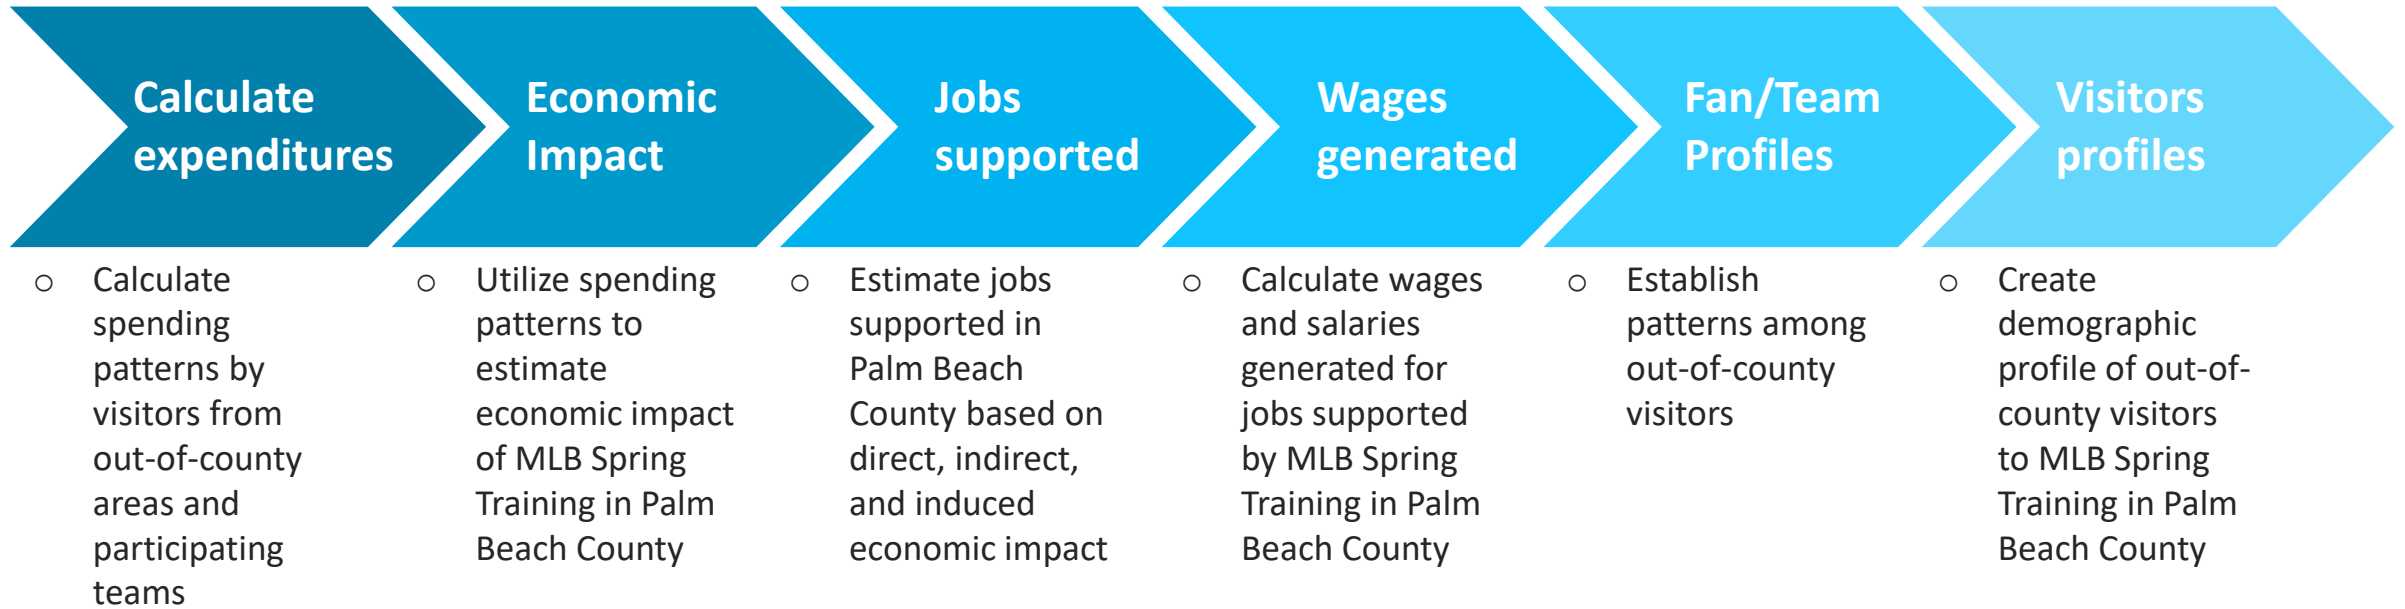 Calculate
expenditures
Economic
Impact
Jobs
supported
Wages
generated
Fan/Team
Profiles
Visitors
profiles
○ Calculate
spending
patterns by
visitors from
out-of-county
areas and
participating
teams
○ Utilize spending
patterns to
estimate
economic impact
of MLB Spring
Training in Palm
Beach County
○ Estimate jobs
supported in
Palm Beach
County based on
direct, indirect,
and induced
economic impact
○ Calculate wages
and salaries
generated for
jobs supported
by MLB Spring
Training in Palm
Beach County
○ Establish
patterns among
out-of-county
visitors
○ Create
demographic
profile of out-of-
county visitors
to MLB Spring
Training in Palm
Beach County